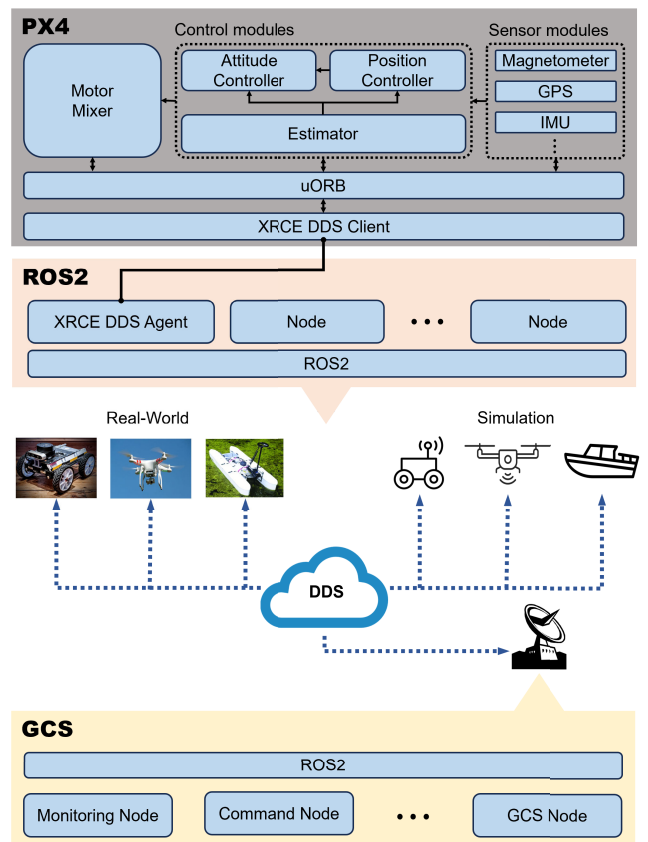 PX4
Control modules
Sensor modules
Motor
Mixer
Attitude
Controller
Position
Controller
Estimator
Magnetometer
GPS
IMU
uORB
XRCE DDS Client
ROS2
XRCE DDS Agent
Node
Node
ROS2
Real-World
Simulation
DDS
GCS
ROS2
Monitoring Node
Command Node
GCS Node